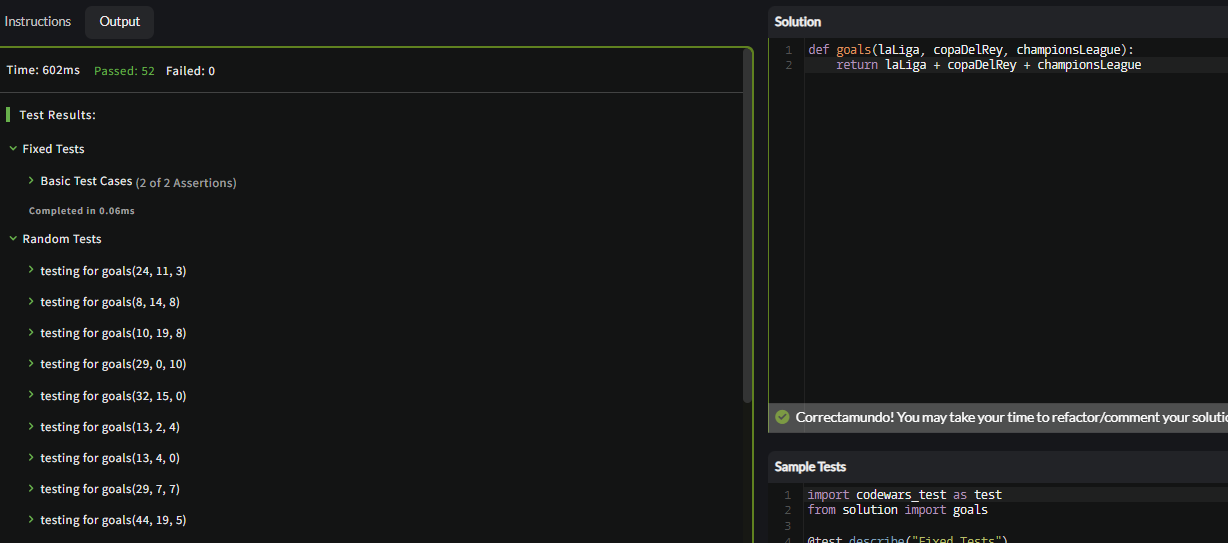 Instructions
Output
Time: 602ms Passed: 52 Failed: 0
Test Results:
Fixed Tests
Basic Test Cases (2 of 2 Assertions)
Completed in 0.06ms
Random Tests
testing for goals(24, 11, 3)
testing for goals(8, 14, 8)
testing for goals(10, 19, 8)
testing for goals(29, 0, 10)
testing for goals(32, 15, 0)
testing for goals(13, 2, 4)
testing for goals(13, 4, 0)
testing for goals(29, 7, 7)
testing for goals(44, 19, 5)
Solution
1 def goals(laLiga, copaDelRey, championsLeague):
2 return laLiga + copaDelRey + championsLeague
Correctamundo! You may take your time to refactor/comment your solutio
Sample Tests
1 import codewars_test as test
2 from solution import goals
3
4 @test.describe("Fixed Tests")